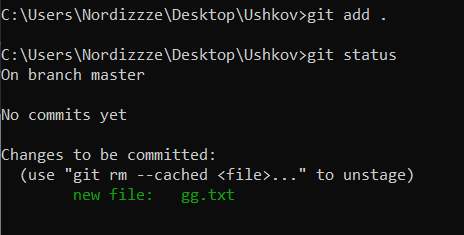 C:\Users\Nordizzze\Desktop\Ushkov>git add .
C:\Users\Nordizzze\Desktop\Ushkov>git status
On branch master
No commits yet
Changes to be committed:
  (use "git rm --cached <file>..." to unstage)
        new file:   gg.txt